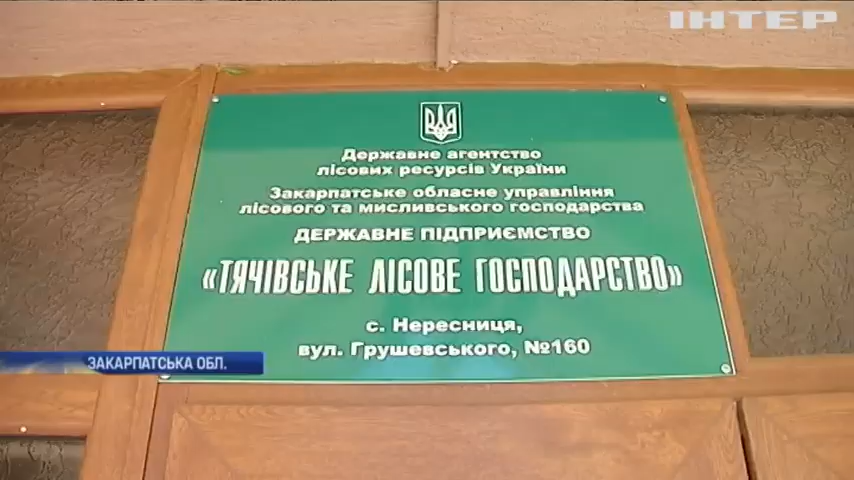 ІНТЕР
Державне агентство
лісових ресурсів України
Закарпатське обласне управління
лісового та мисливського господарства
ДЕРЖАВНЕ ПІДПРИЄМСТВО
«ТЯЧІВСЬКЕ ЛІСОВЕ ГОСПОДАРСТВО»
с. Нересниця,
вул. Грушевського, №160
ЗАКАРПАТСЬКА ОБЛ.